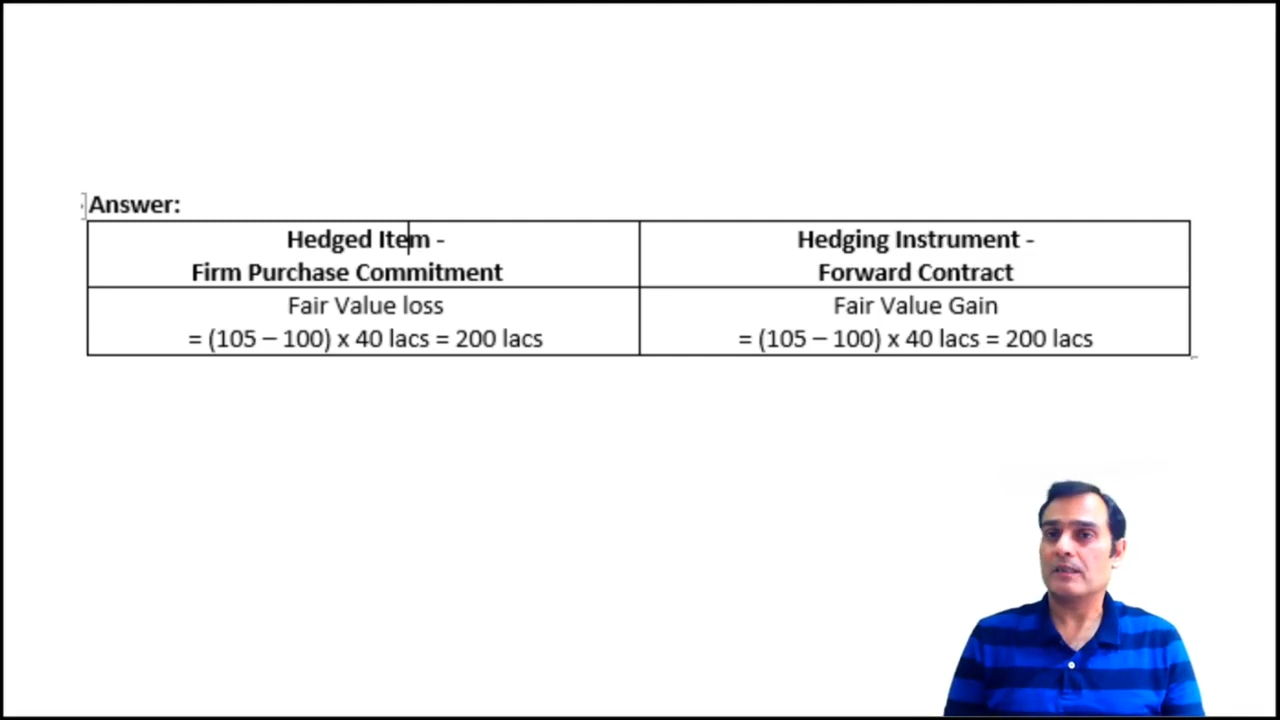 Answer:
Hedged Item -
Firm Purchase Commitment
Hedging Instrument -
Forward Contract
Fair Value loss
= (105 – 100) x 40 lacs = 200 lacs
Fair Value Gain
= (105 – 100) x 40 lacs = 200 lacs